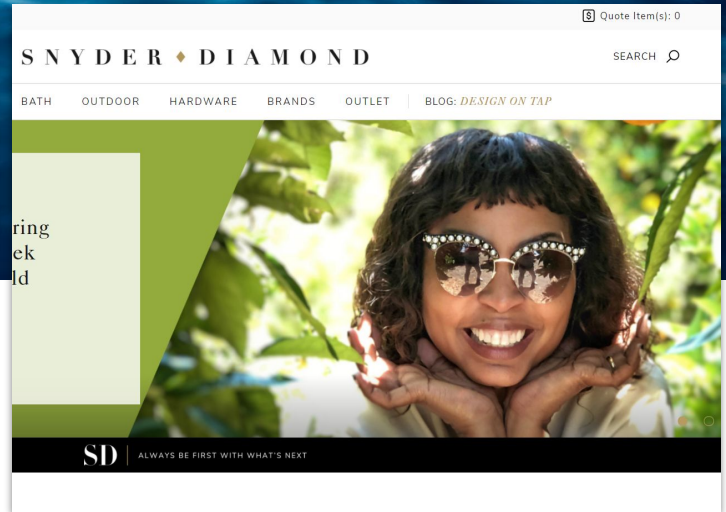 Quote Item(s): 0
SNYDER DIAMOND
SEARCH
BATH OUTDOOR HARDWARE BRANDS OUTLET BLOG: DESIGN ON TAP
ring
ek
ld
SD ALWAYS BE FIRST WITH WHAT'S NEXT